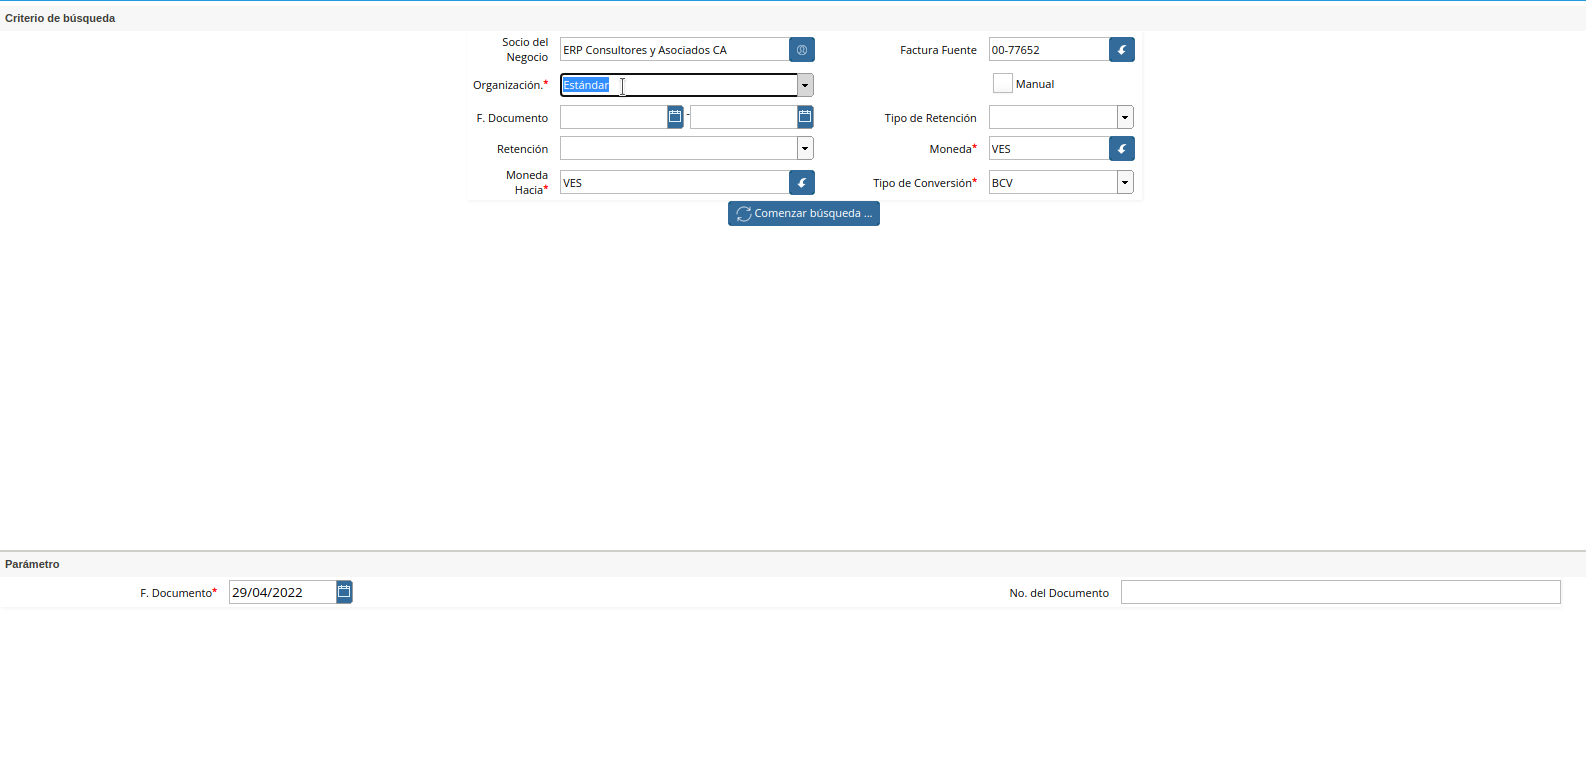 Criterio de búsqueda
Socio del
Negocio
ERP Consultores y Asociados CA
Factura Fuente
00-77652
Organización.*
Estándar
Manual
F. Documento
-
Tipo de Retención
Retención
Moneda*
VES
Moneda
Hacia*
VES
Tipo de Conversión*
BCV
Comenzar búsqueda ...
Parámetro
F. Documento*
29/04/2022
No. del Documento